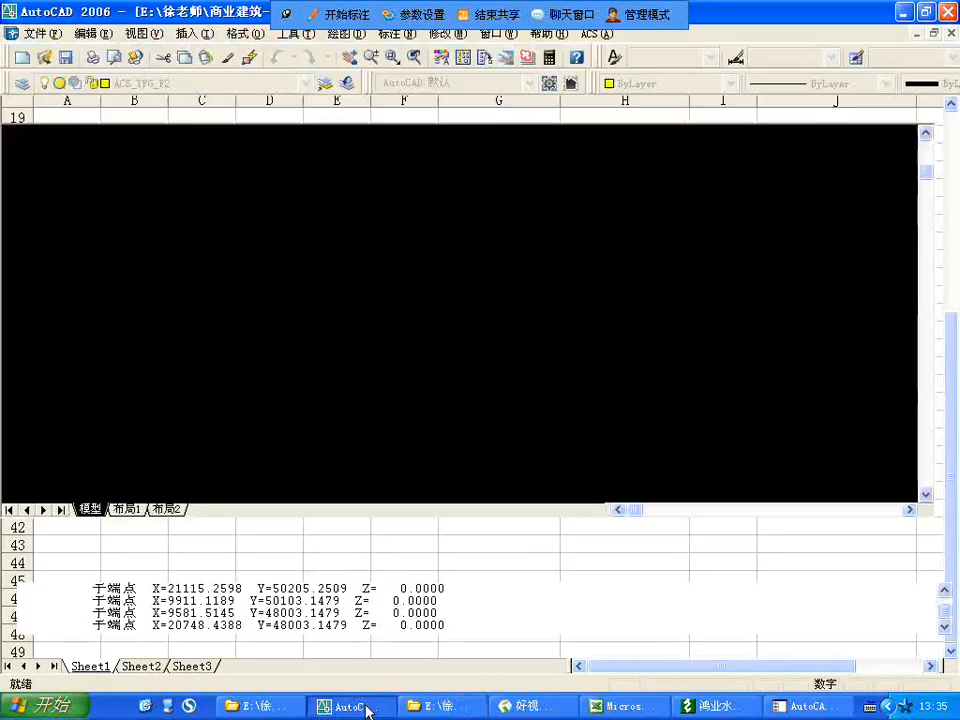 AutoCAD 2006 - [E:\徐老师\商业建筑-
开始标注 参数设置 结束共享 聊天窗口 管理模式
文件(F) 编辑(E) 视图(V) 插入(I) 格式(O) 工具(T) 绘图(D) 标注(N) 修改(M) 窗口(W) 帮助(H) ACS(A)
ACS_TFG_F2 AutoCAD 默认 ByLayer ByLayer
A B C D E F G H I J
19
模型 布局1 布局2
42
43
44
45
于端点 X=21115.2598 Y=50205.2509 Z= 0.0000
于端点 X=9911.1189 Y=50103.1479 Z= 0.0000
于端点 X=9581.5145 Y=48003.1479 Z= 0.0000
于端点 X=20748.4388 Y=48003.1479 Z= 0.0000
48
49
Sheet1 Sheet2 Sheet3
就绪 数字
开始 E:\徐... AutoC... E:\徐... 好视... Micros... 鸿业水... AutoCA... 13:35